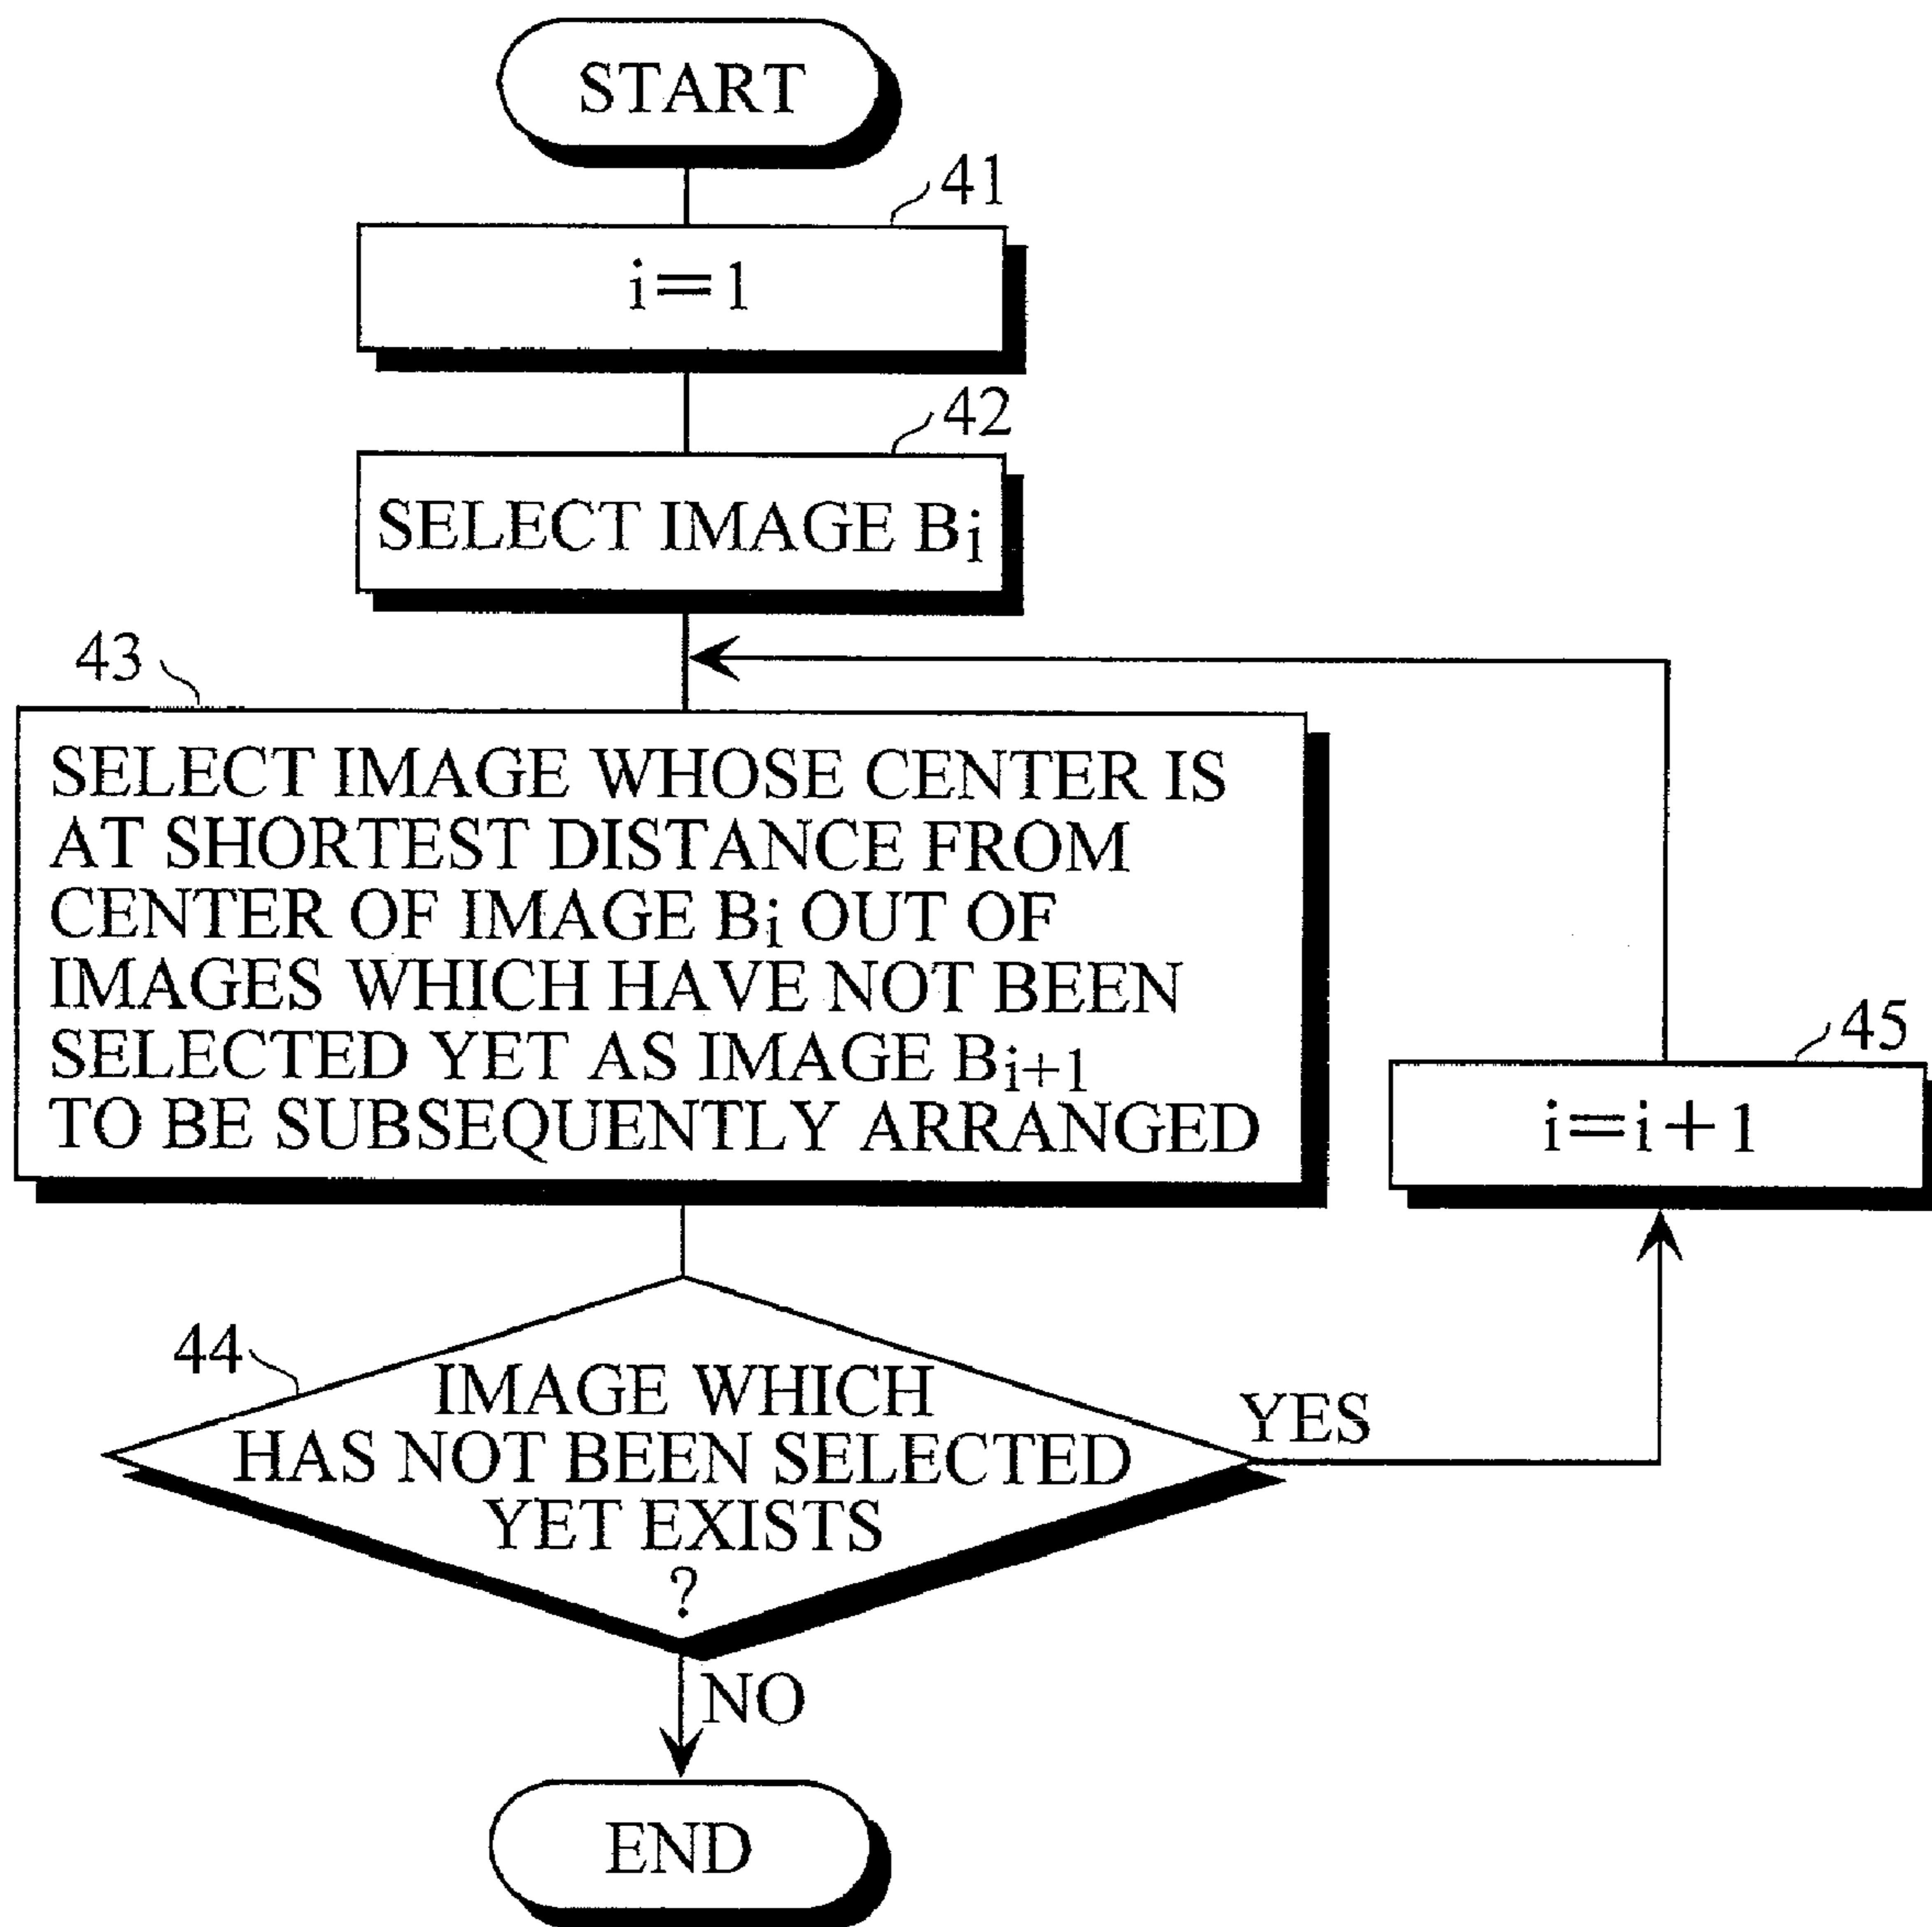 START
41
i=1
42
SELECT IMAGE Bi
43
SELECT IMAGE WHOSE CENTER IS
AT SHORTEST DISTANCE FROM
CENTER OF IMAGE Bi OUT OF
IMAGES WHICH HAVE NOT BEEN
SELECTED YET AS IMAGE Bi+1
TO BE SUBSEQUENTLY ARRANGED
45
i=i+1
44
IMAGE WHICH
HAS NOT BEEN SELECTED
YET EXISTS
?
YES
NO
END